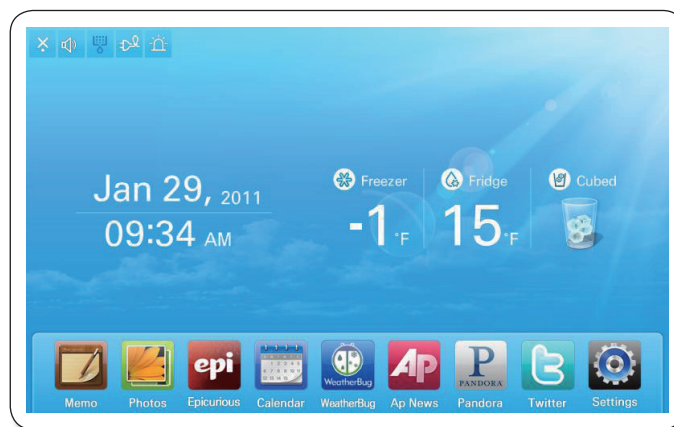 Jan 29, 2011
09:34 AM
Freezer
-1 °F
Fridge
15 °F
Cubed
epi
WeatherBug
AP
P
PANDORA
Memo
Photos
Epicurious
Calendar
WeatherBug
Ap News
Pandora
Twitter
Settings